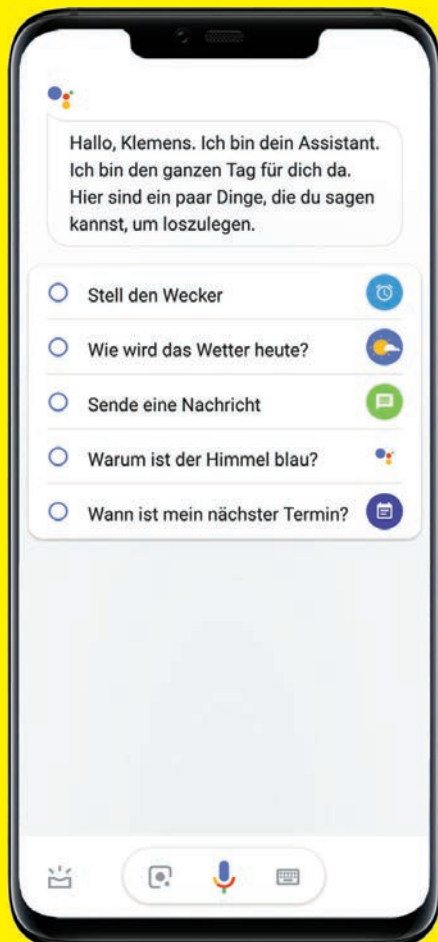 Hallo, Klemens. Ich bin dein Assistant.
Ich bin den ganzen Tag für dich da.
Hier sind ein paar Dinge, die du sagen
kannst, um loszulegen.
Stell den Wecker
Wie wird das Wetter heute?
Sende eine Nachricht
Warum ist der Himmel blau?
Wann ist mein nächster Termin?